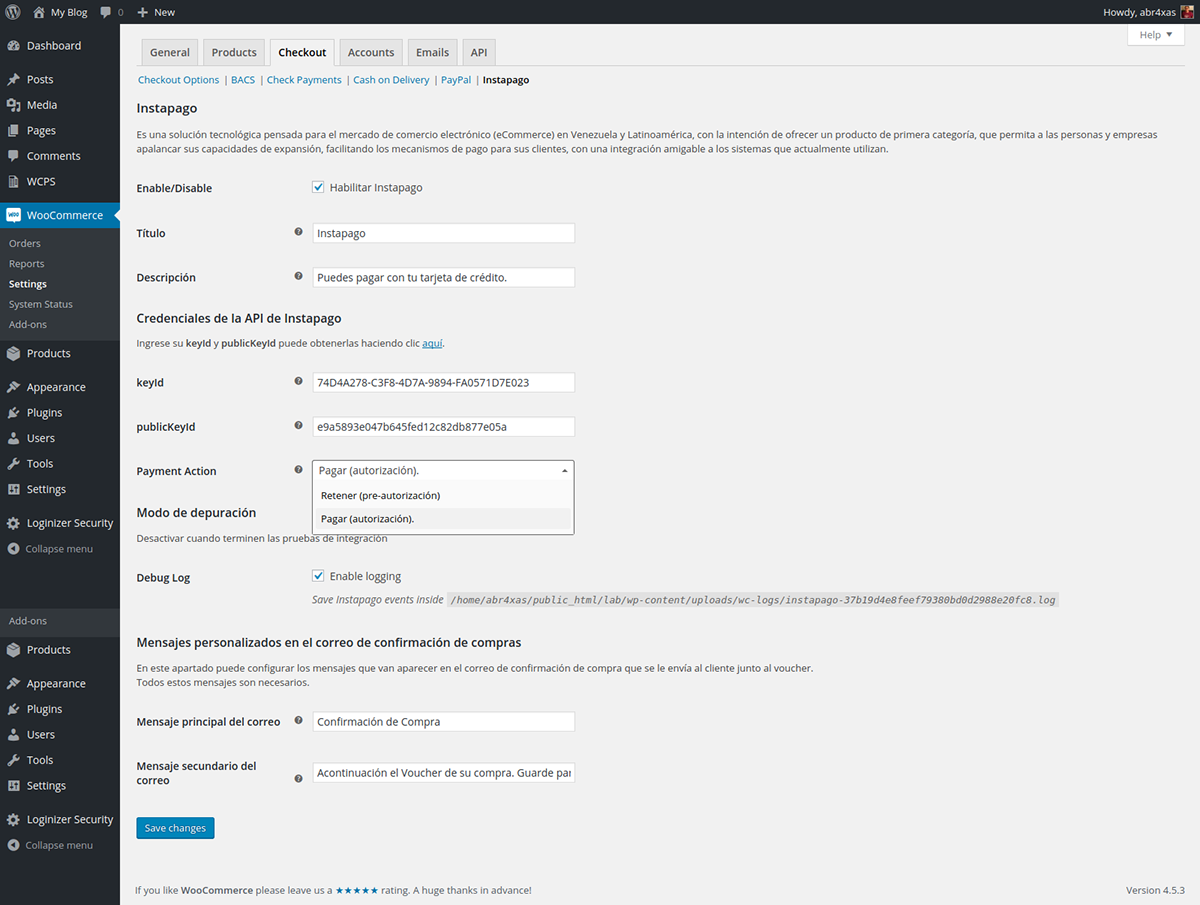 My Blog 0 New Howdy, abr4xas
Help
Dashboard
Posts
Media
Pages
Comments
WCPS
WooCommerce
Orders
Reports
Settings
System Status
Add-ons
Products
Appearance
Plugins
Users
Tools
Settings
Loginizer Security
Collapse menu
Add-ons
Products
Appearance
Plugins
Users
Tools
Settings
Loginizer Security
Collapse menu
General Products Checkout Accounts Emails API
Checkout Options | BACS | Check Payments | Cash on Delivery | PayPal | Instapago
Instapago
Es una solución tecnológica pensada para el mercado de comercio electrónico (eCommerce) en Venezuela y Latinoamérica, con la intención de ofrecer un producto de primera categoría, que permita a las personas y empresas
apalancar sus capacidades de expansión, facilitando los mecanismos de pago para sus clientes, con una integración amigable a los sistemas que actualmente utilizan.
Enable/Disable Habilitar Instapago
Título Instapago
Descripción Puedes pagar con tu tarjeta de crédito.
Credenciales de la API de Instapago
Ingrese su keyId y publicKeyId puede obtenerlas haciendo clic aquí.
keyId 74D4A278-C3F8-4D7A-9894-FA0571D7E023
publicKeyId e9a5893e047b645fed12c82db877e05a
Payment Action Pagar (autorización).
Retener (pre-autorización)
Pagar (autorización).
Modo de depuración
Desactivar cuando terminen las pruebas de integración
Debug Log Enable logging
Save Instapago events inside /home/abr4xas/public_html/lab/wp-content/uploads/wc-logs/instapago-37b19d4e8feef79380bd0d2988e20fc8.log
Mensajes personalizados en el correo de confirmación de compras
En este apartado puede configurar los mensajes que van aparecer en el correo de confirmación de compra que se le envía al cliente junto al voucher.
Todos estos mensajes son necesarios.
Mensaje principal del correo Confirmación de Compra
Mensaje secundario del
correo
Acontinuación el Voucher de su compra. Guarde par
Save changes
If you like WooCommerce please leave us a ★★★★★ rating. A huge thanks in advance! Version 4.5.3